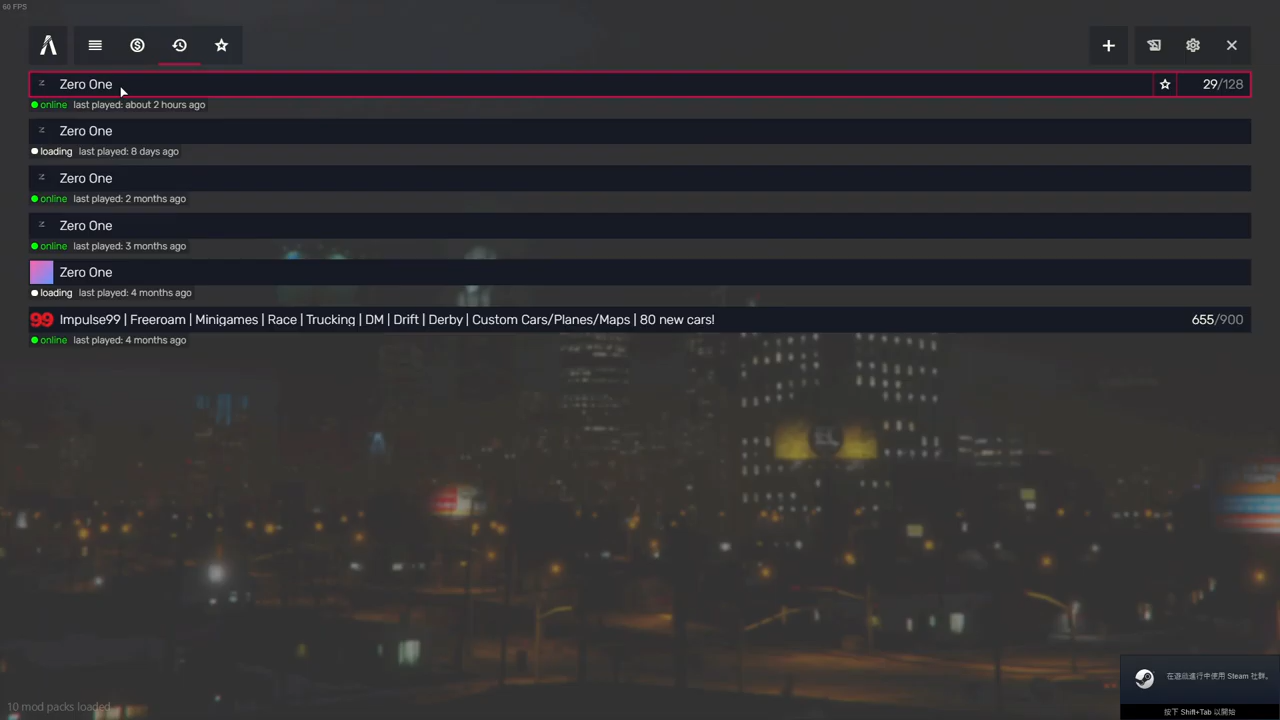 60 FPS
Zero One 29/128
online last played: about 2 hours ago
Zero One
loading last played: 8 days ago
Zero One
online last played: 2 months ago
Zero One
online last played: 3 months ago
Zero One
loading last played: 4 months ago
99 Impulse99 | Freeroam | Minigames | Race | Trucking | DM | Drift | Derby | Custom Cars/Planes/Maps | 80 new cars! 655/900
online last played: 4 months ago
在遊戲進行中使用 Steam 社群。
按下 Shift+Tab 以開始
10 mod packs loaded